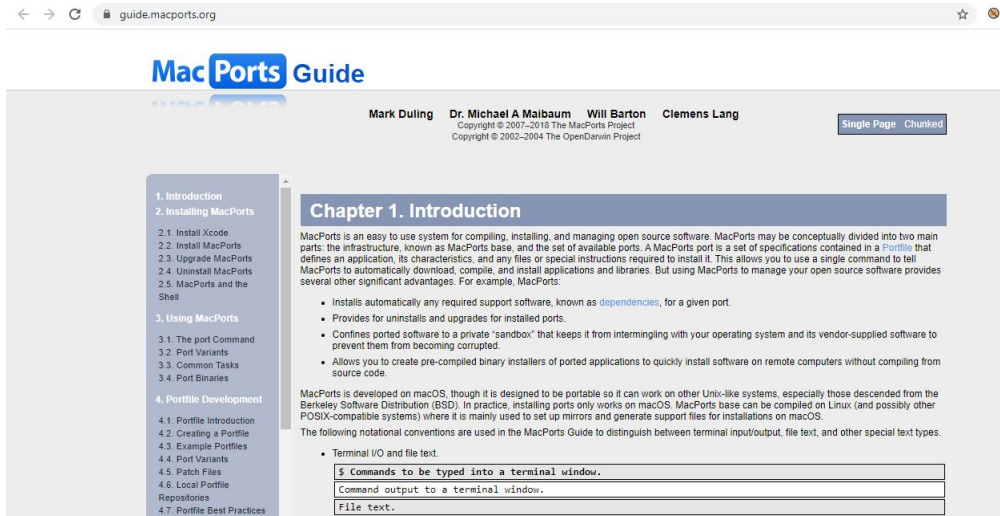 guide.macports.org
Mac Ports Guide
Mark Duling Dr. Michael A Maibaum Will Barton Clemens Lang
Copyright © 2007–2018 The MacPorts Project
Copyright © 2002–2004 The OpenDarwin Project
Single Page Chunked
1. Introduction
2. Installing MacPorts
2.1. Install Xcode
2.2. Install MacPorts
2.3. Upgrade MacPorts
2.4. Uninstall MacPorts
2.5. MacPorts and the
Shell
3. Using MacPorts
3.1. The port Command
3.2. Port Variants
3.3. Common Tasks
3.4. Port Binaries
4. Portfile Development
4.1. Portfile Introduction
4.2. Creating a Portfile
4.3. Example Portfiles
4.4. Port Variants
4.5. Patch Files
4.6. Local Portfile
Repositories
4.7. Portfile Best Practices
Chapter 1. Introduction
MacPorts is an easy to use system for compiling, installing, and managing open source software. MacPorts may be conceptually divided into two main
parts: the infrastructure, known as MacPorts base, and the set of available ports. A MacPorts port is a set of specifications contained in a Portfile that
defines an application, its characteristics, and any files or special instructions required to install it. This allows you to use a single command to tell
MacPorts to automatically download, compile, and install applications and libraries. But using MacPorts to manage your open source software provides
several other significant advantages. For example, MacPorts:
• Installs automatically any required support software, known as dependencies, for a given port.
• Provides for uninstalls and upgrades for installed ports.
• Confines ported software to a private “sandbox” that keeps it from intermingling with your operating system and its vendor-supplied software to
prevent them from becoming corrupted.
• Allows you to create pre-compiled binary installers of ported applications to quickly install software on remote computers without compiling from
source code.
MacPorts is developed on macOS, though it is designed to be portable so it can work on other Unix-like systems, especially those descended from the
Berkeley Software Distribution (BSD). In practice, installing ports only works on macOS. MacPorts base can be compiled on Linux (and possibly other
POSIX-compatible systems) where it is mainly used to set up mirrors and generate support files for installations on macOS.
The following notational conventions are used in the MacPorts Guide to distinguish between terminal input/output, file text, and other special text types.
• Terminal I/O and file text.
$ Commands to be typed into a terminal window.
Command output to a terminal window.
File text.